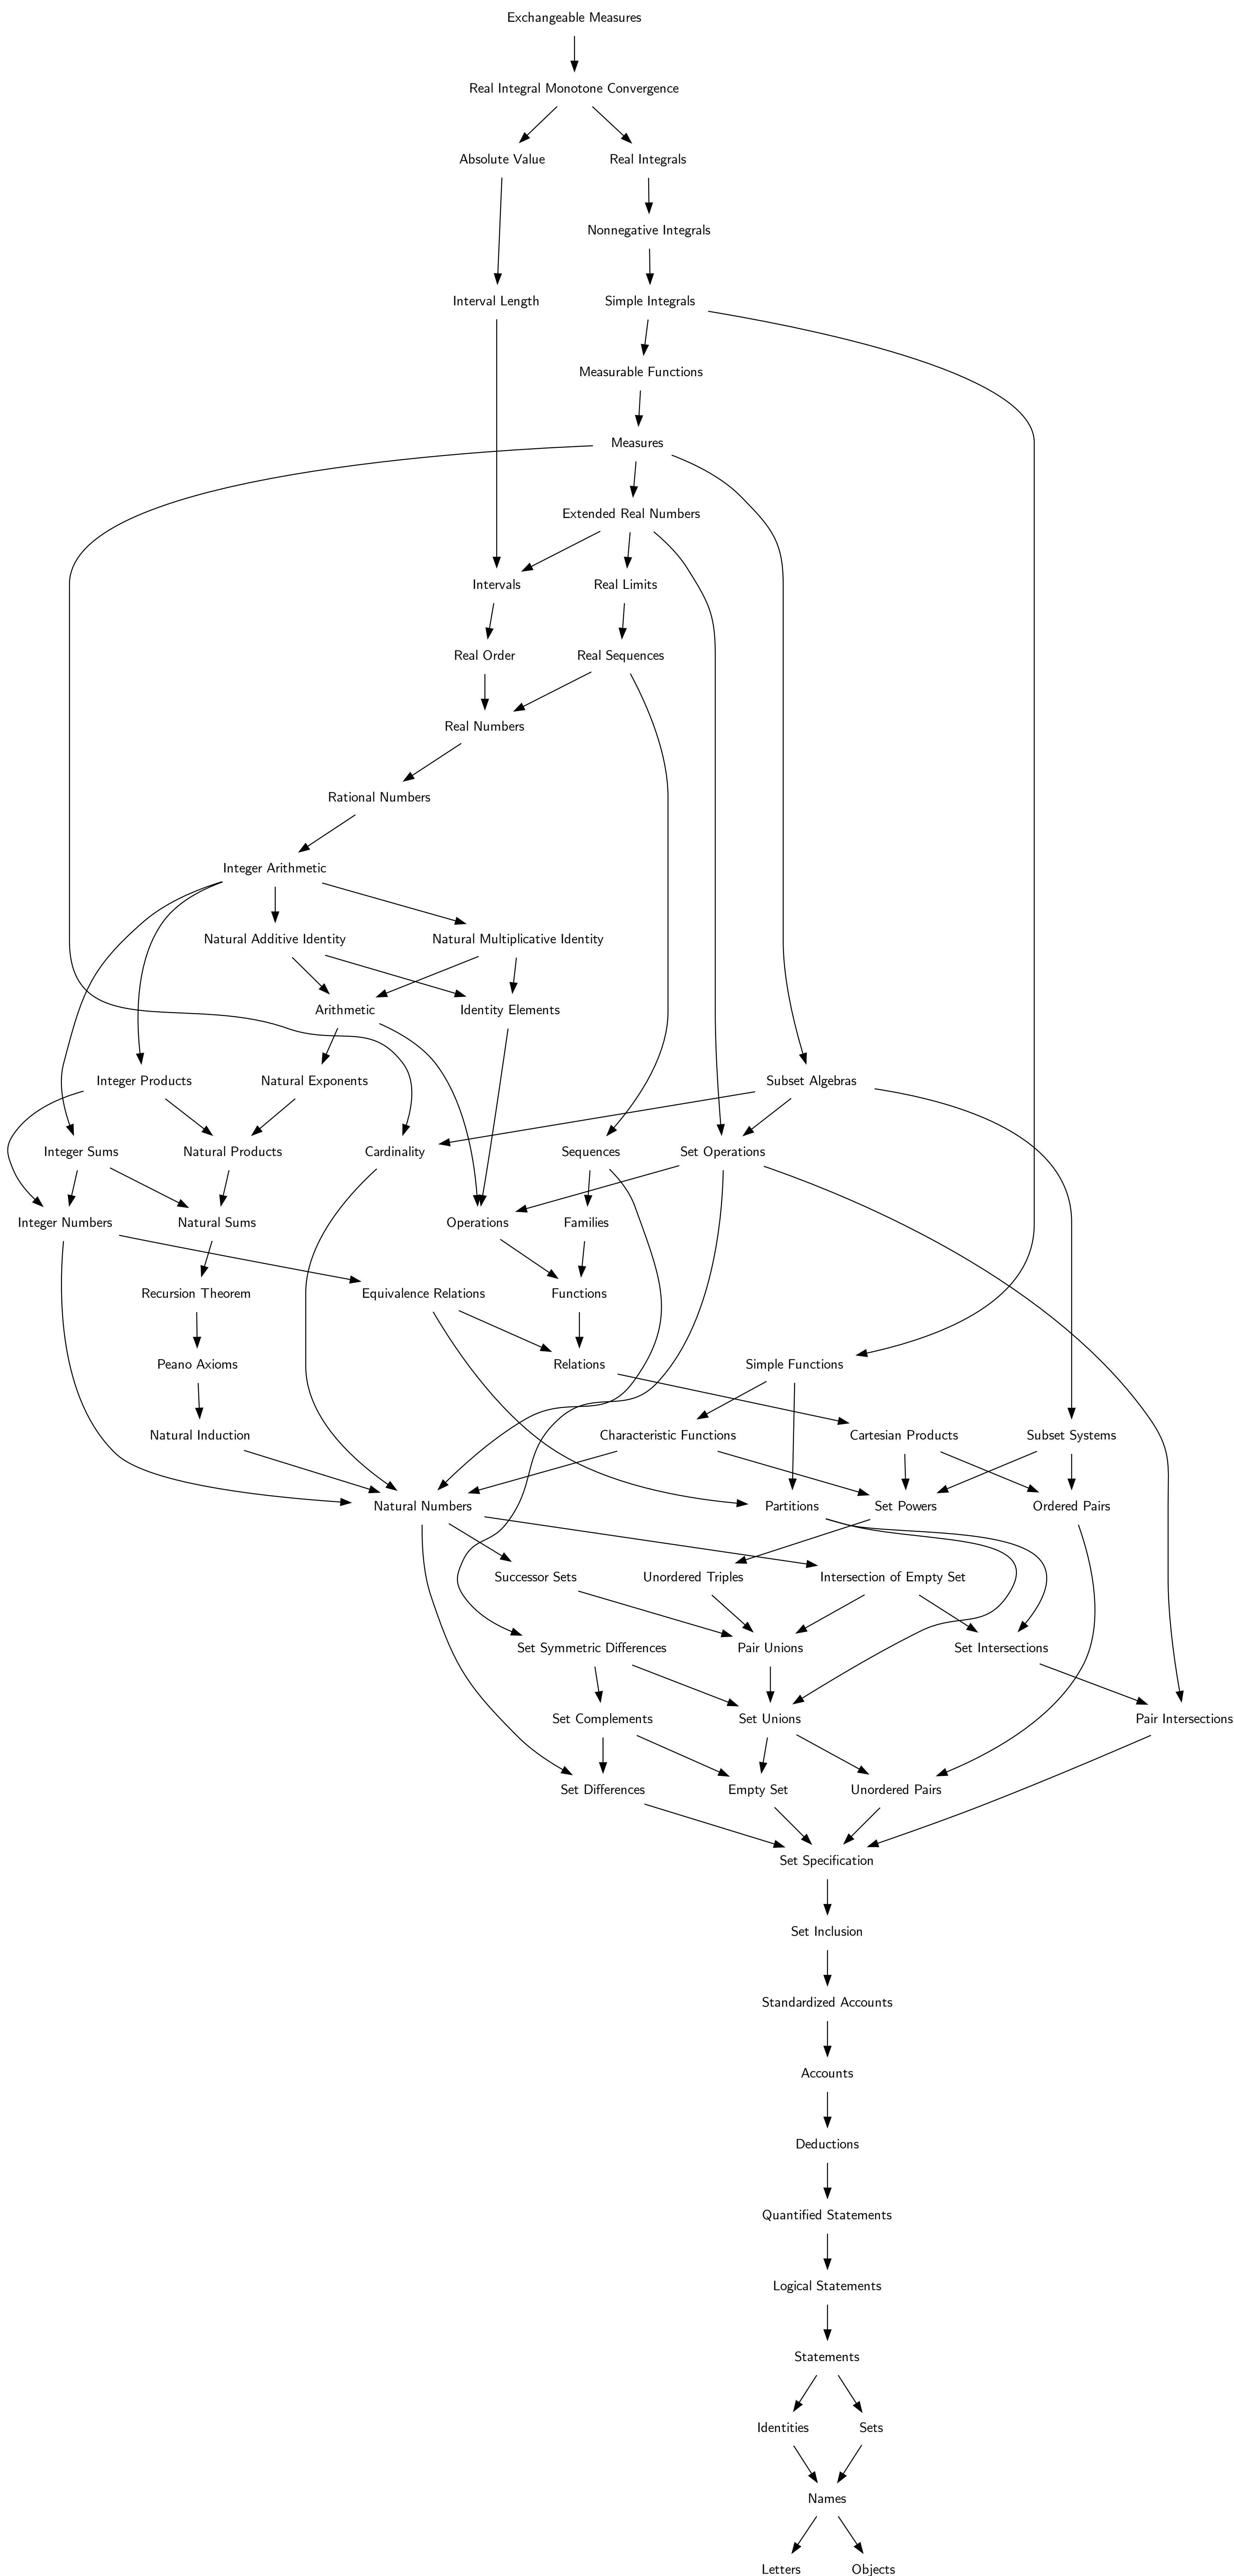 Exchangeable Measures
Real Integral Monotone Convergence
Absolute Value
Real Integrals
Nonnegative Integrals
Interval Length
Simple Integrals
Measurable Functions
Measures
Extended Real Numbers
Intervals
Real Limits
Real Order
Real Sequences
Real Numbers
Rational Numbers
Integer Arithmetic
Natural Additive Identity
Natural Multiplicative Identity
Arithmetic
Identity Elements
Integer Products
Natural Exponents
Subset Algebras
Integer Sums
Natural Products
Cardinality
Sequences
Set Operations
Integer Numbers
Natural Sums
Operations
Families
Recursion Theorem
Equivalence Relations
Functions
Peano Axioms
Relations
Simple Functions
Natural Induction
Characteristic Functions
Cartesian Products
Subset Systems
Natural Numbers
Partitions
Set Powers
Ordered Pairs
Successor Sets
Unordered Triples
Intersection of Empty Set
Set Symmetric Differences
Pair Unions
Set Intersections
Set Complements
Set Unions
Pair Intersections
Set Differences
Empty Set
Unordered Pairs
Set Specification
Set Inclusion
Standardized Accounts
Accounts
Deductions
Quantified Statements
Logical Statements
Statements
Identities
Sets
Names
Letters
Objects